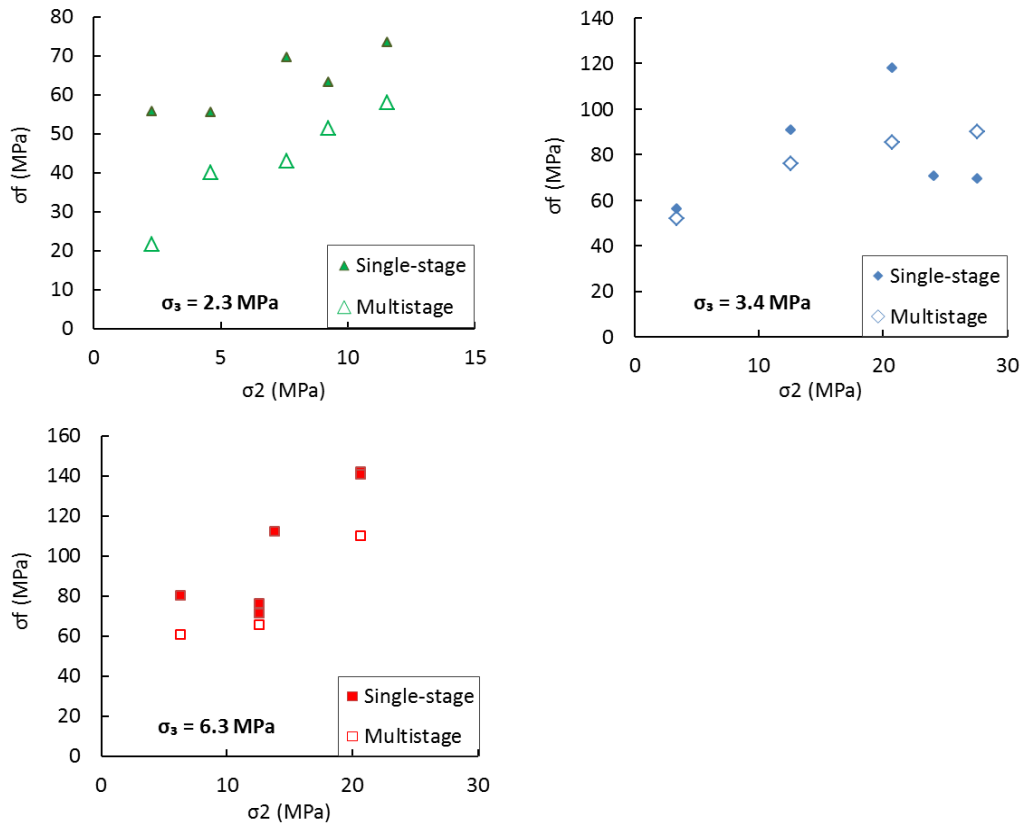 80
70
60
50
40
30
20
10
0
σf (MPa)
0 5 10 15
σ2 (MPa)
σ₃ = 2.3 MPa
Single-stage
Multistage
140
120
100
80
60
40
20
0
σf (MPa)
0 10 20 30
σ2 (MPa)
σ₃ = 3.4 MPa
Single-stage
Multistage
160
140
120
100
80
60
40
20
0
σf (MPa)
0 10 20 30
σ2 (MPa)
σ₃ = 6.3 MPa
Single-stage
Multistage